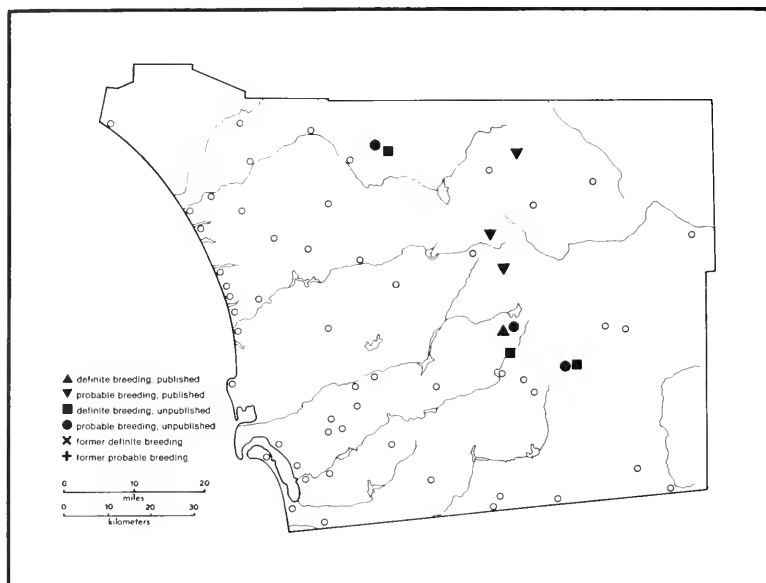 definite breeding, published
probable breeding, published
definite breeding, unpublished
probable breeding, unpublished
former definite breeding
former probable breeding
0 10 20
miles
0 10 20 30
kilometers